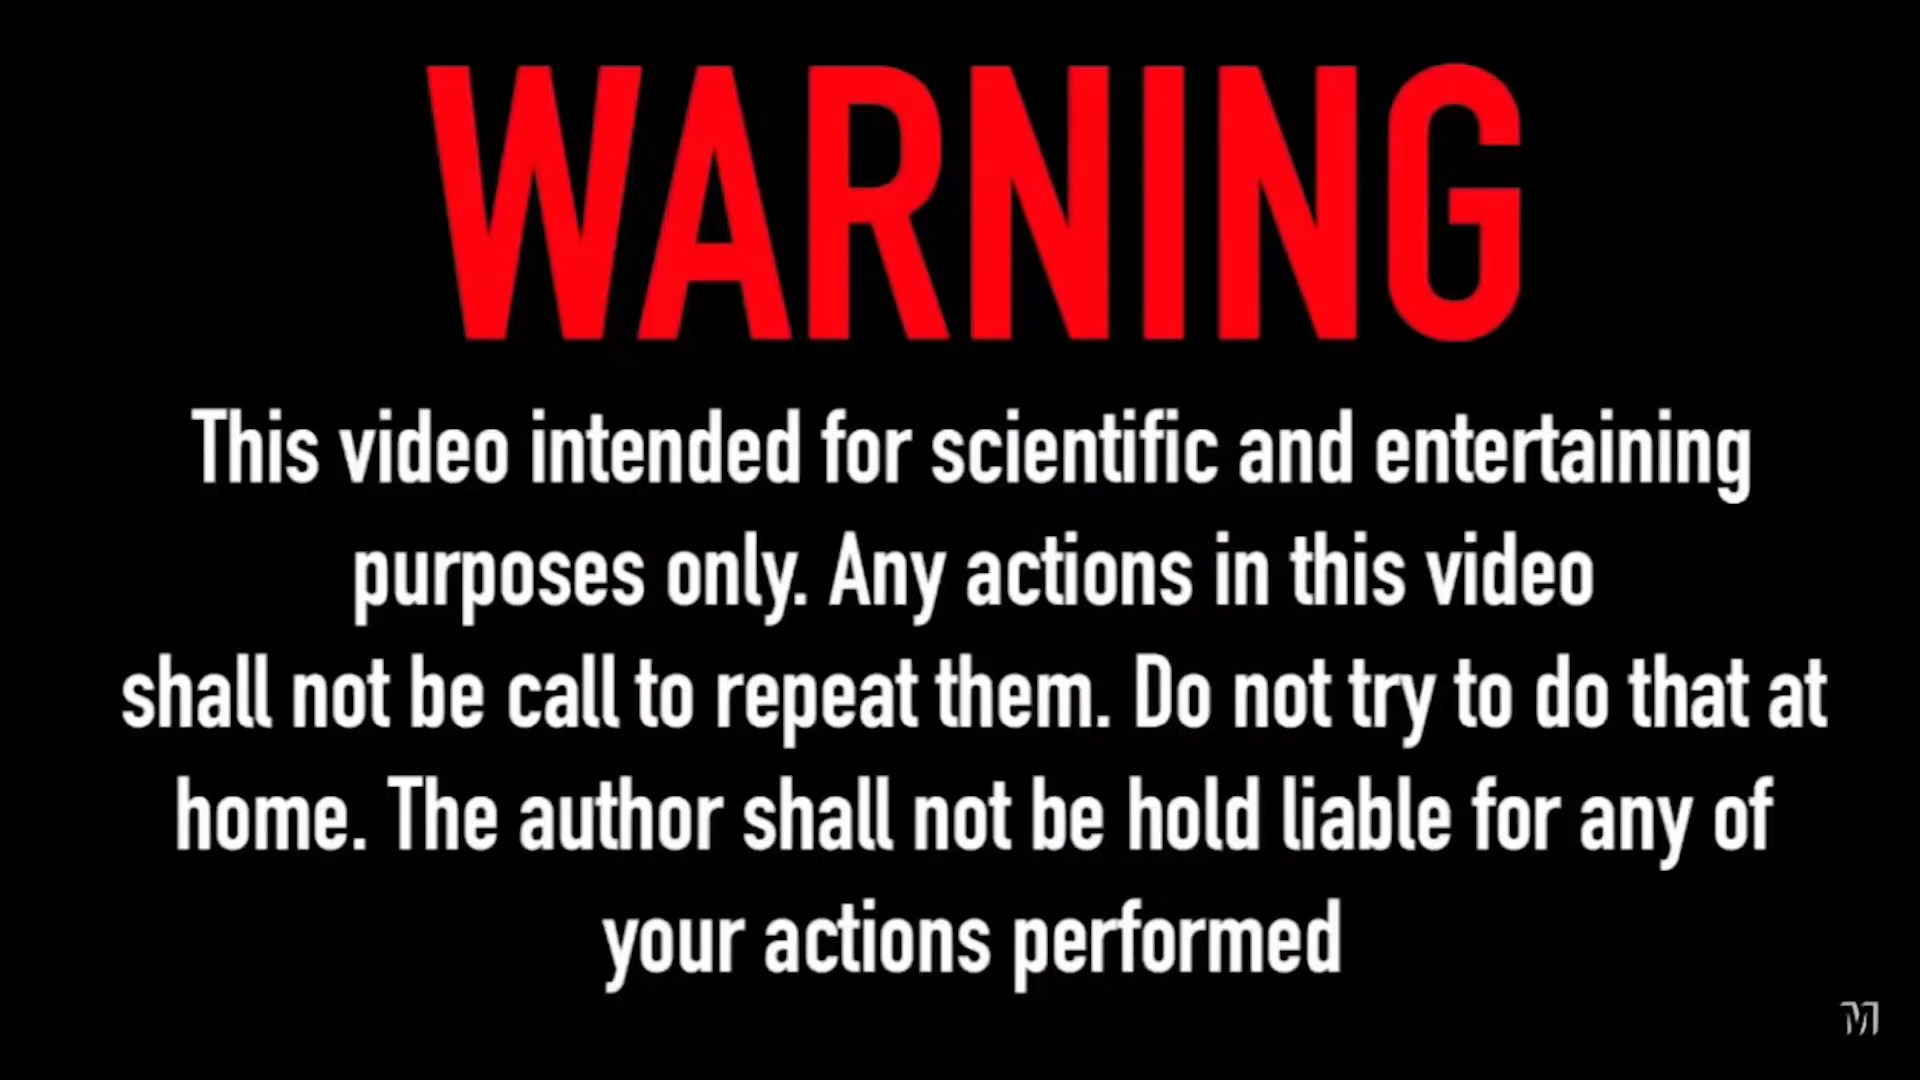 WARNING
This video intended for scientific and entertaining
purposes only. Any actions in this video
shall not be call to repeat them. Do not try to do that at
home. The author shall not be hold liable for any of
your actions performed
M